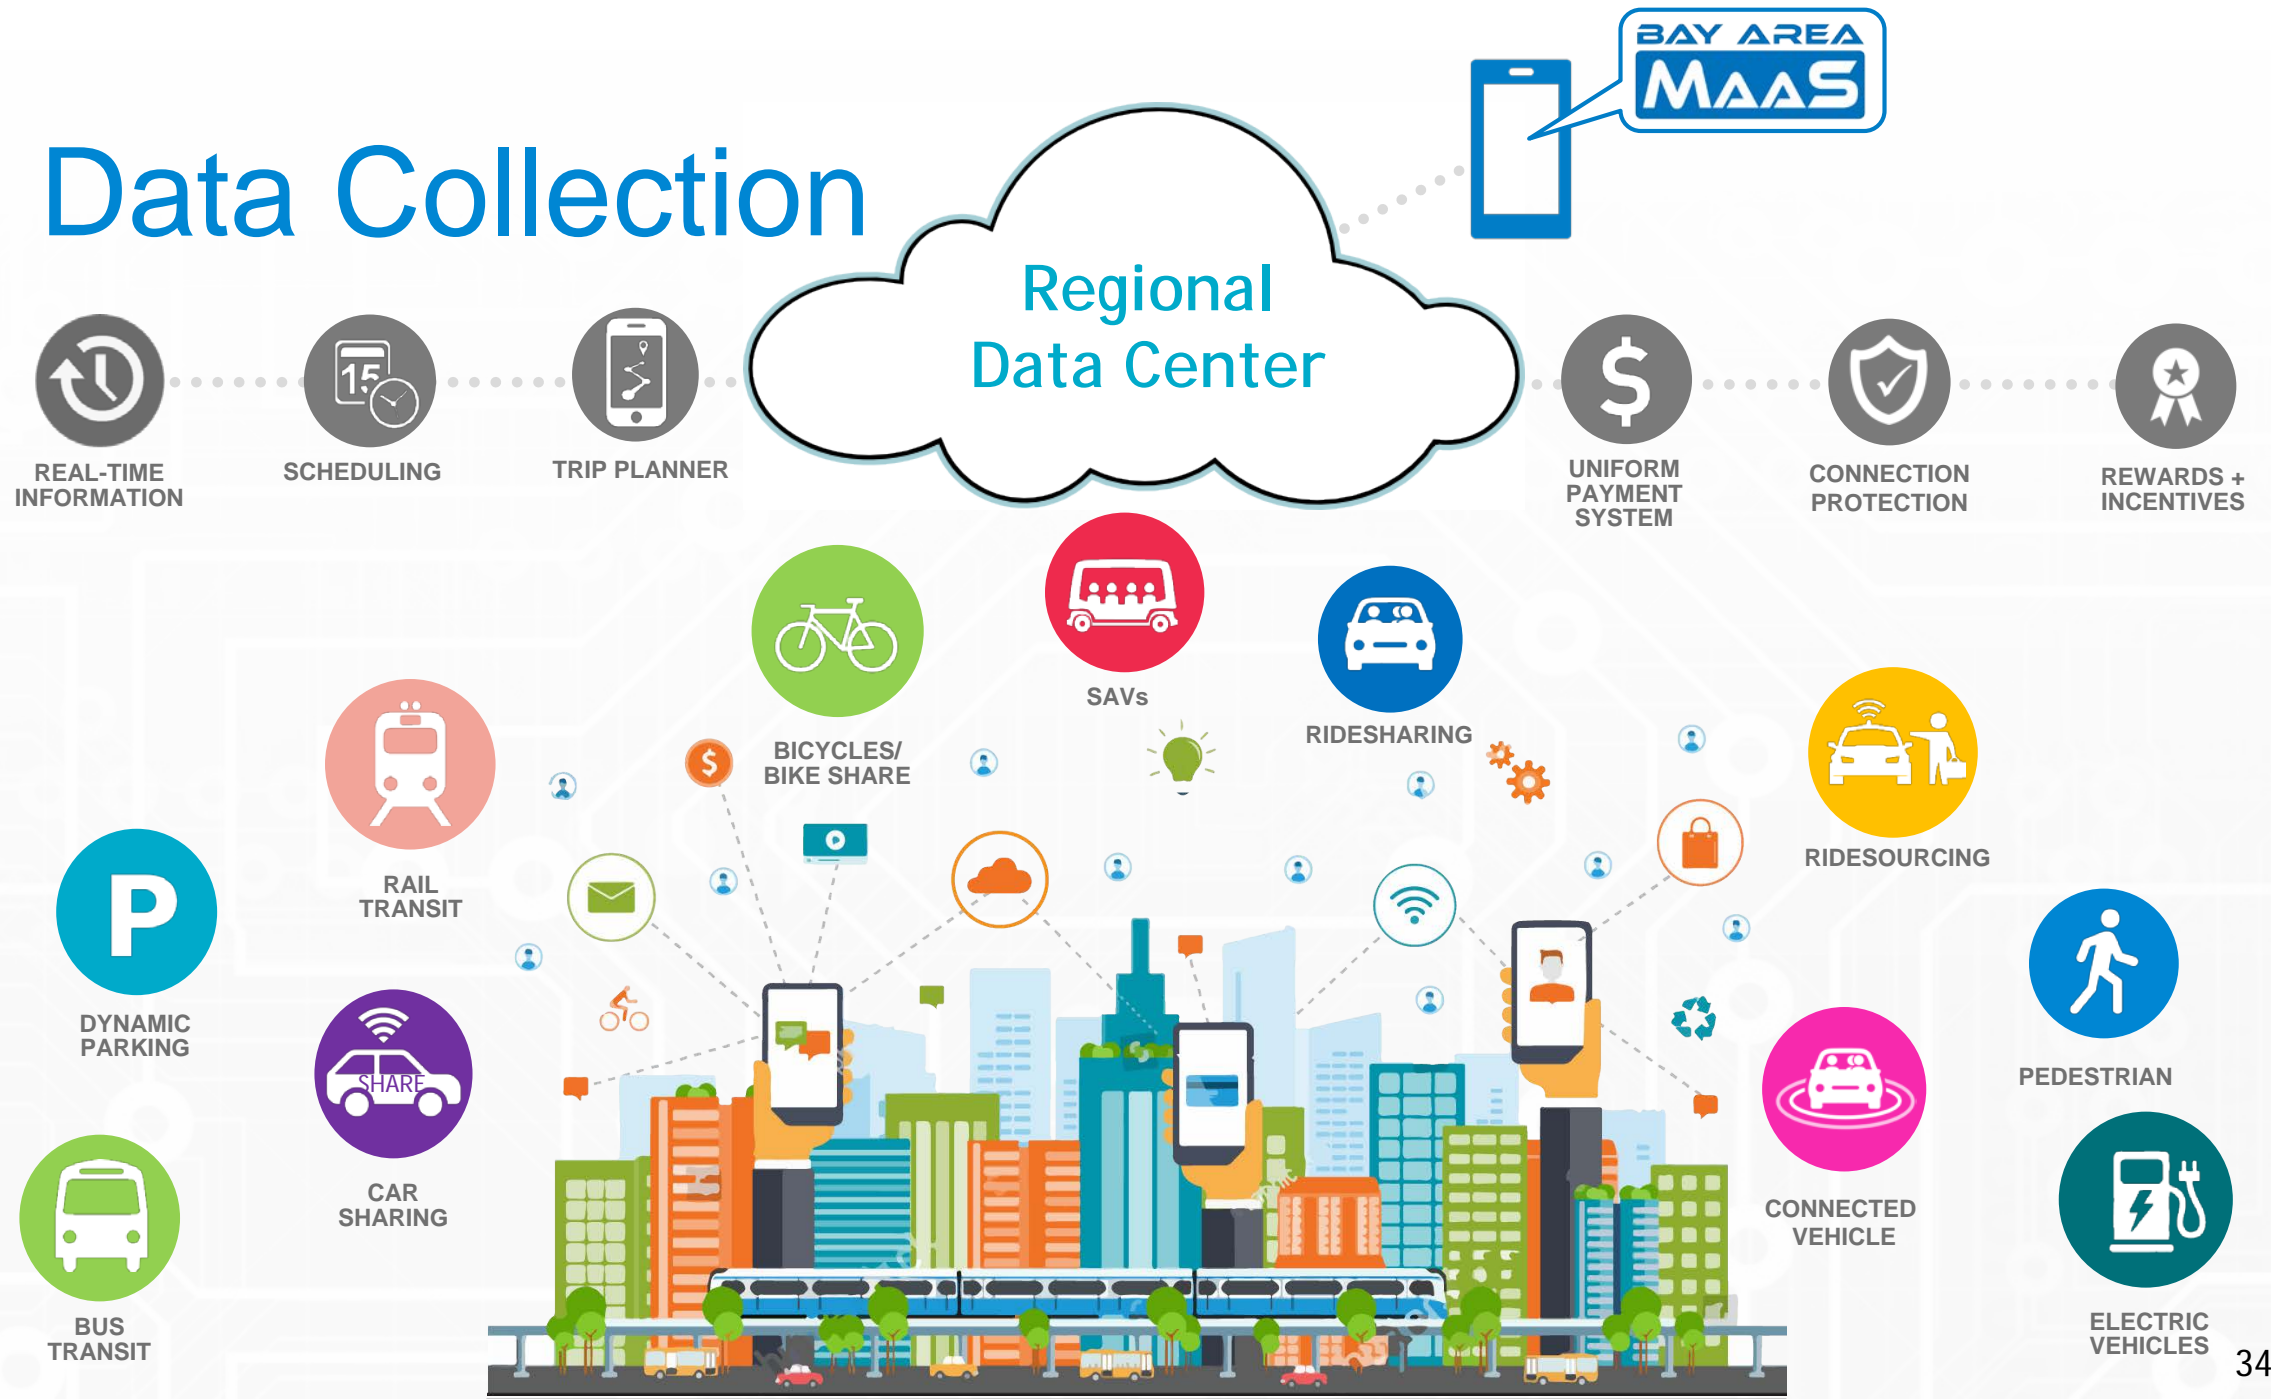 BAY AREA
MAAS
Data Collection
Regional
Data Center
15
$
REAL-TIME
INFORMATION
SCHEDULING
TRIP PLANNER
UNIFORM
PAYMENT
SYSTEM
CONNECTION
PROTECTION
REWARDS +
INCENTIVES
SAVs
RIDESHARING
BICYCLES/
BIKE SHARE
$
RIDESOURCING
RAIL
TRANSIT
P
DYNAMIC
PARKING
SHARE
CAR
SHARING
PEDESTRIAN
CONNECTED
VEHICLE
BUS
TRANSIT
ELECTRIC
VEHICLES
34